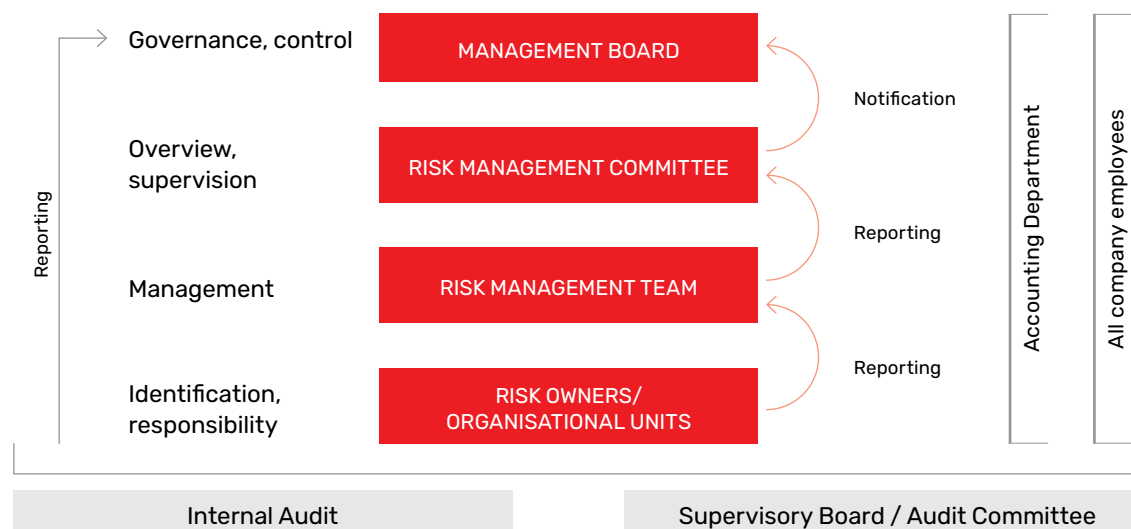 Governance, control
MANAGEMENT BOARD
Notification
Overview,
supervision
RISK MANAGEMENT COMMITTEE
Reporting
Reporting
Management
RISK MANAGEMENT TEAM
Reporting
Identification,
responsibility
RISK OWNERS/
ORGANISATIONAL UNITS
Accounting Department
All company employees
Internal Audit
Supervisory Board / Audit Committee